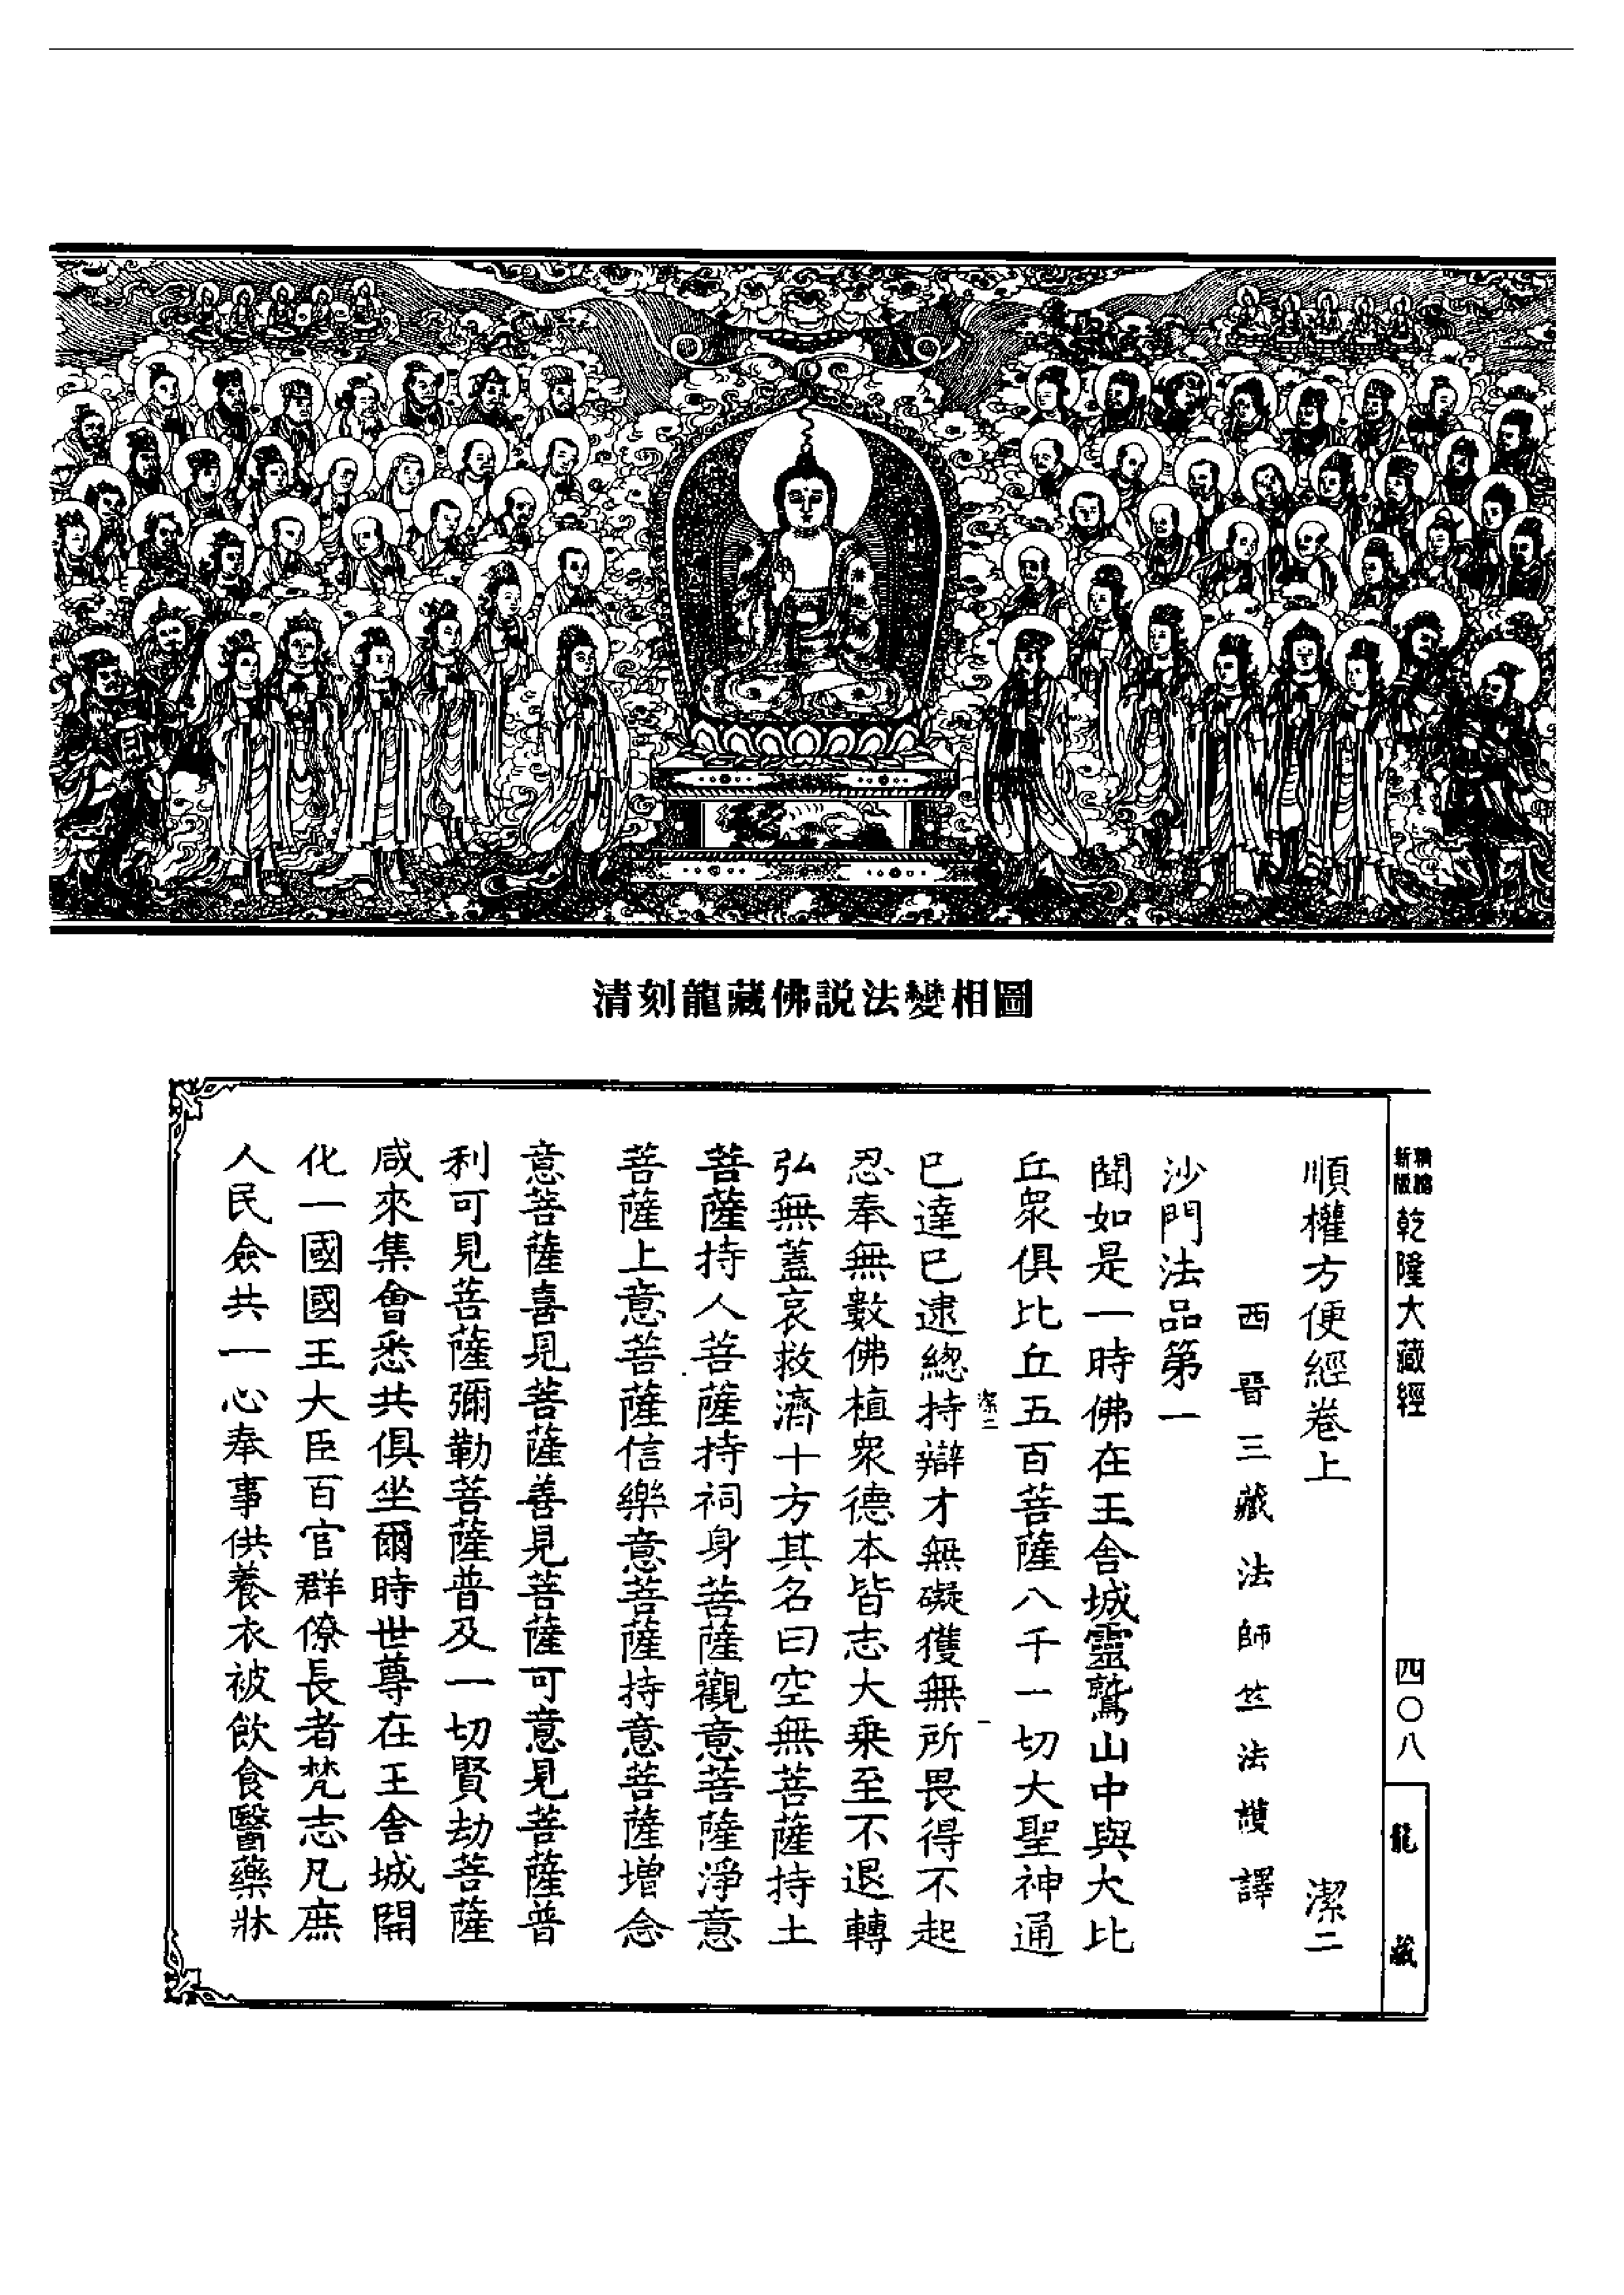 清刻龍藏佛説法變相圖
新版
乾隆大藏經
四〇八
龍藏
順權方便經卷上 潔二
西晋三藏法師竺法護譯
沙門法品第一
聞如是一時佛在王舍城靈鷲山中與大比
丘衆俱比丘五百菩薩八千一切大聖神通
潔二 一
已達已逮總持辯才無礙獲無所畏得不起
忍奉無數佛植衆德本皆志大乗至不退轉
弘無蓋哀救濟十方其名曰空無菩薩持土
菩薩持人菩薩持祠身菩薩觀意菩薩淨意
菩薩上意菩薩信樂意菩薩持意菩薩增念
意菩薩喜見菩薩善見菩薩可意見菩薩普
利可見菩薩彌勒菩薩普及一切賢劫菩薩
咸來集會悉共俱坐爾時世尊在王舍城開
化一國國王大臣百官群僚長者梵志凡庶
人民僉共一心奉事供養衣被飲食醫藥牀